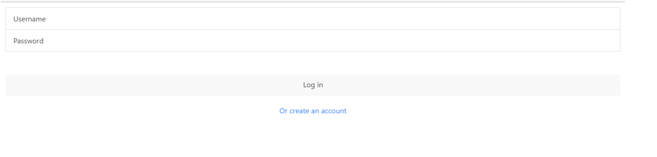 Username
Password
Log in
Or create an account